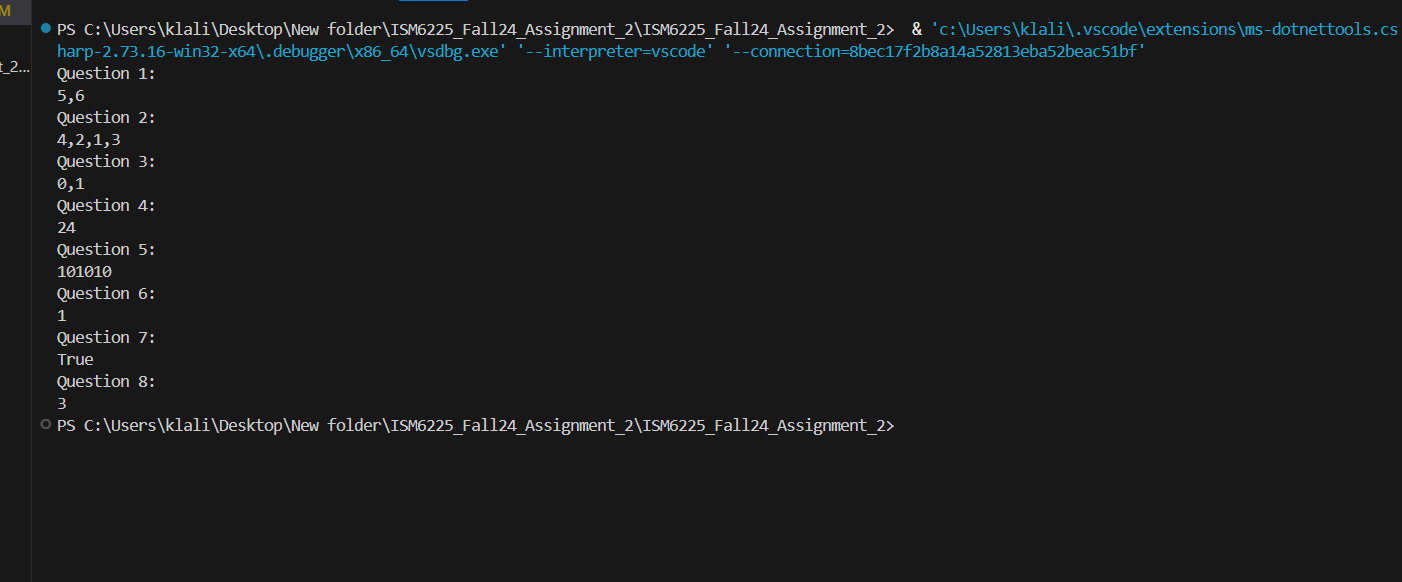 M
PS C:\Users\klali\Desktop\New folder\ISM6225_Fall24_Assignment_2\ISM6225_Fall24_Assignment_2>  & 'c:\Users\klali\.vscode\extensions\ms-dotnettools.cs
harp-2.73.16-win32-x64\.debugger\x86_64\vsdbg.exe' '--interpreter=vscode' '--connection=8bec17f2b8a14a52813eba52beac51bf'
t_2...
Question 1:
5,6
Question 2:
4,2,1,3
Question 3:
0,1
Question 4:
24
Question 5:
101010
Question 6:
1
Question 7:
True
Question 8:
3
PS C:\Users\klali\Desktop\New folder\ISM6225_Fall24_Assignment_2\ISM6225_Fall24_Assignment_2>